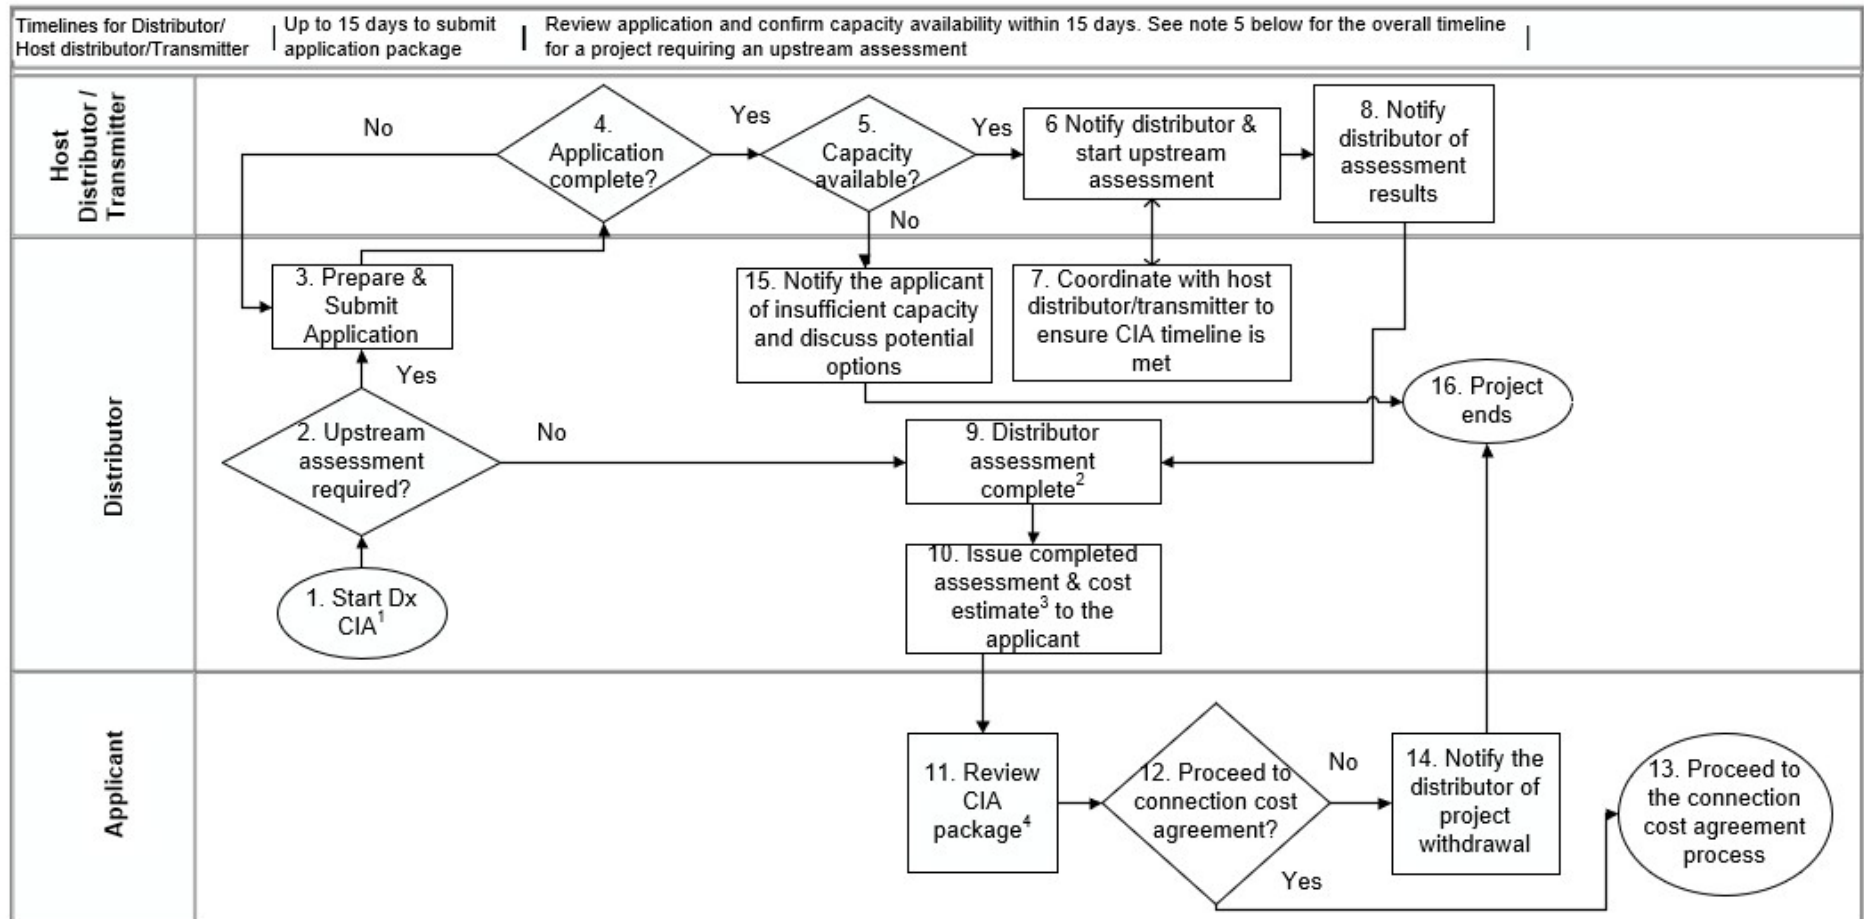 Timelines for Distributor/
Host distributor/Transmitter
Up to 15 days to submit
application package
Review application and confirm capacity availability within 15 days. See note 5 below for the overall timeline
for a project requiring an upstream assessment
Host
Distributor /
Transmitter
No
4.
Application
complete?
Yes
5.
Capacity
available?
Yes
6 Notify distributor &
start upstream
assessment
8. Notify
distributor of
assessment
results
No
Distributor
3. Prepare &
Submit
Application
15. Notify the applicant
of insufficient capacity
and discuss potential
options
7. Coordinate with host
distributor/transmitter to
ensure CIA timeline is
met
Yes
16. Project
ends
2. Upstream
assessment
required?
No
9. Distributor
assessment
complete2
1. Start Dx
CIA1
10. Issue completed
assessment & cost
estimate3 to the
applicant
Applicant
11. Review
CIA
package4
12. Proceed to
connection cost
agreement?
No
14. Notify the
distributor of
project
withdrawal
13. Proceed to
the connection
cost agreement
process
Yes